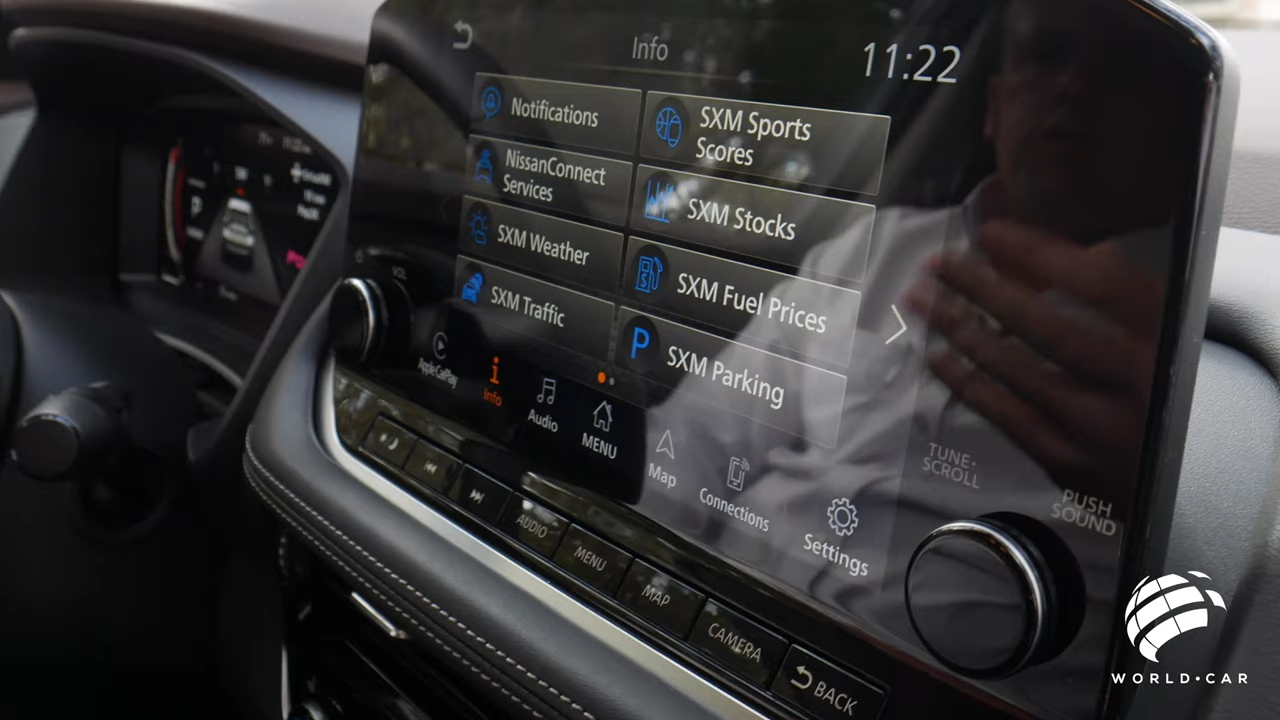 Info
11:22
Notifications
SXM Sports
Scores
NissanConnect
Services
SXM Stocks
SXM Weather
SXM Fuel Prices
SXM Traffic
P
SXM Parking
VOL
Apple CarPlay
Info
Audio
MENU
Map
Connections
Settings
TUNE·
SCROLL
PUSH
SOUND
AUDIO
MENU
MAP
CAMERA
BACK
WORLD·CAR